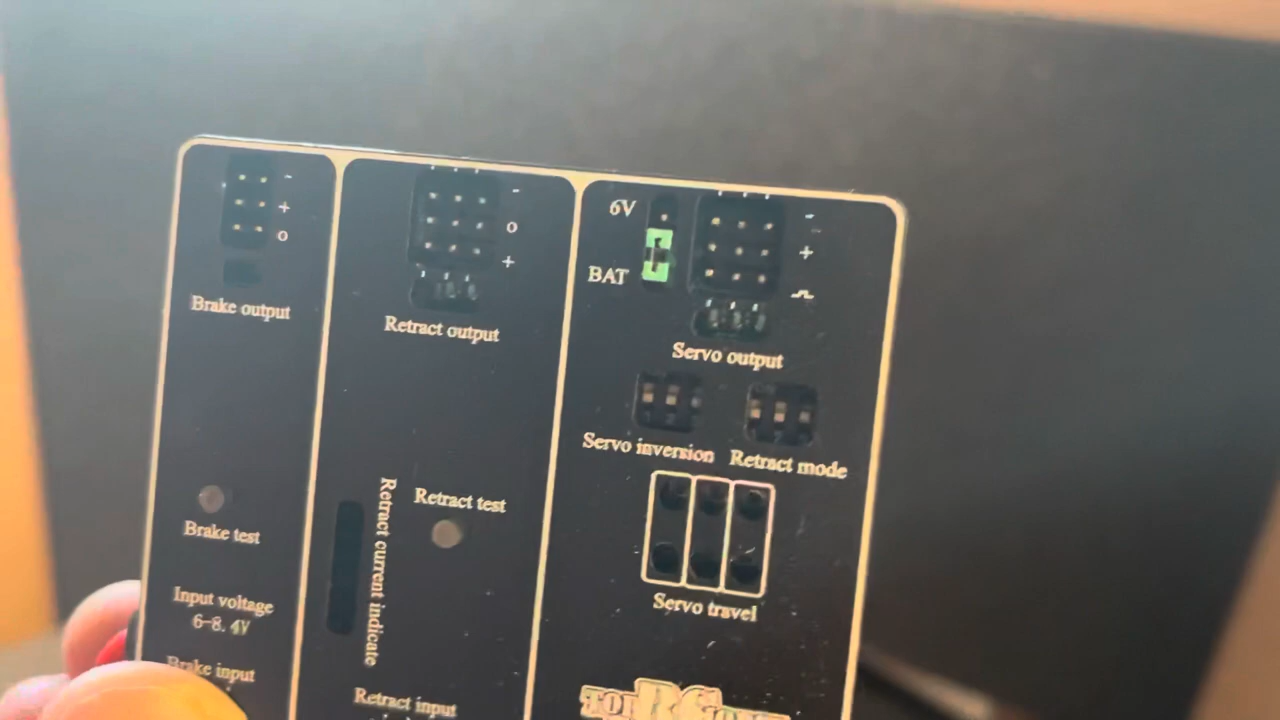 -
+
o
Brake output
Brake test
Input voltage
6-8.4V
Brake input
-
o
+
Retract output
Retract test
Retract current indicate
Retract input
6V
BAT
-
+
Servo output
Servo inversion
Retract mode
Servo travel